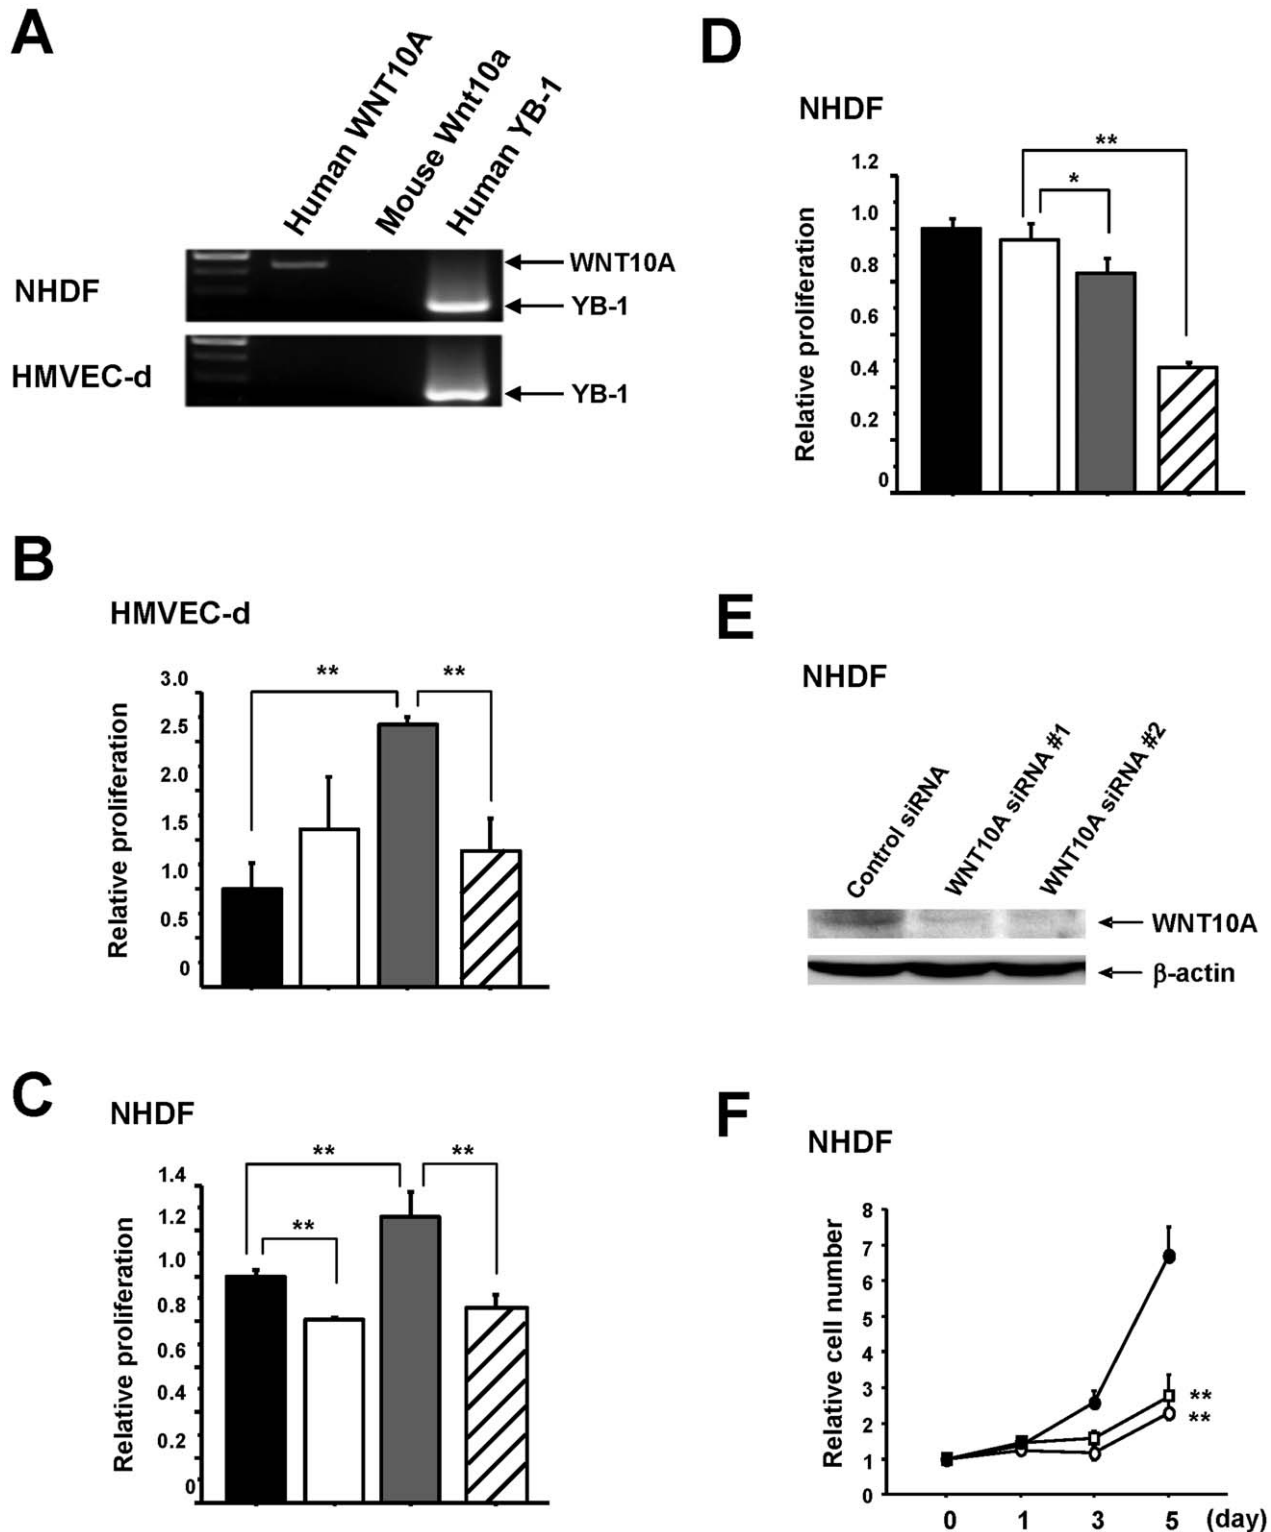 A
Human WNT10A
Mouse Wnt10a
Human YB-1
NHDF
WNT10A
YB-1
HMVEC-d
YB-1
B
HMVEC-d
Relative proliferation
3.0
2.5
2.0
1.5
1.0
0.5
0
**
**
C
NHDF
Relative proliferation
1.4
1.2
1.0
0.8
0.6
0.4
0.2
0
**
**
**
D
NHDF
Relative proliferation
1.2
1.0
0.8
0.6
0.4
0.2
0
**
*
E
NHDF
Control siRNA
WNT10A siRNA #1
WNT10A siRNA #2
WNT10A
β-actin
F
NHDF
Relative cell number
8
7
6
5
4
3
2
1
0
**
**
0 1 3 5 (day)